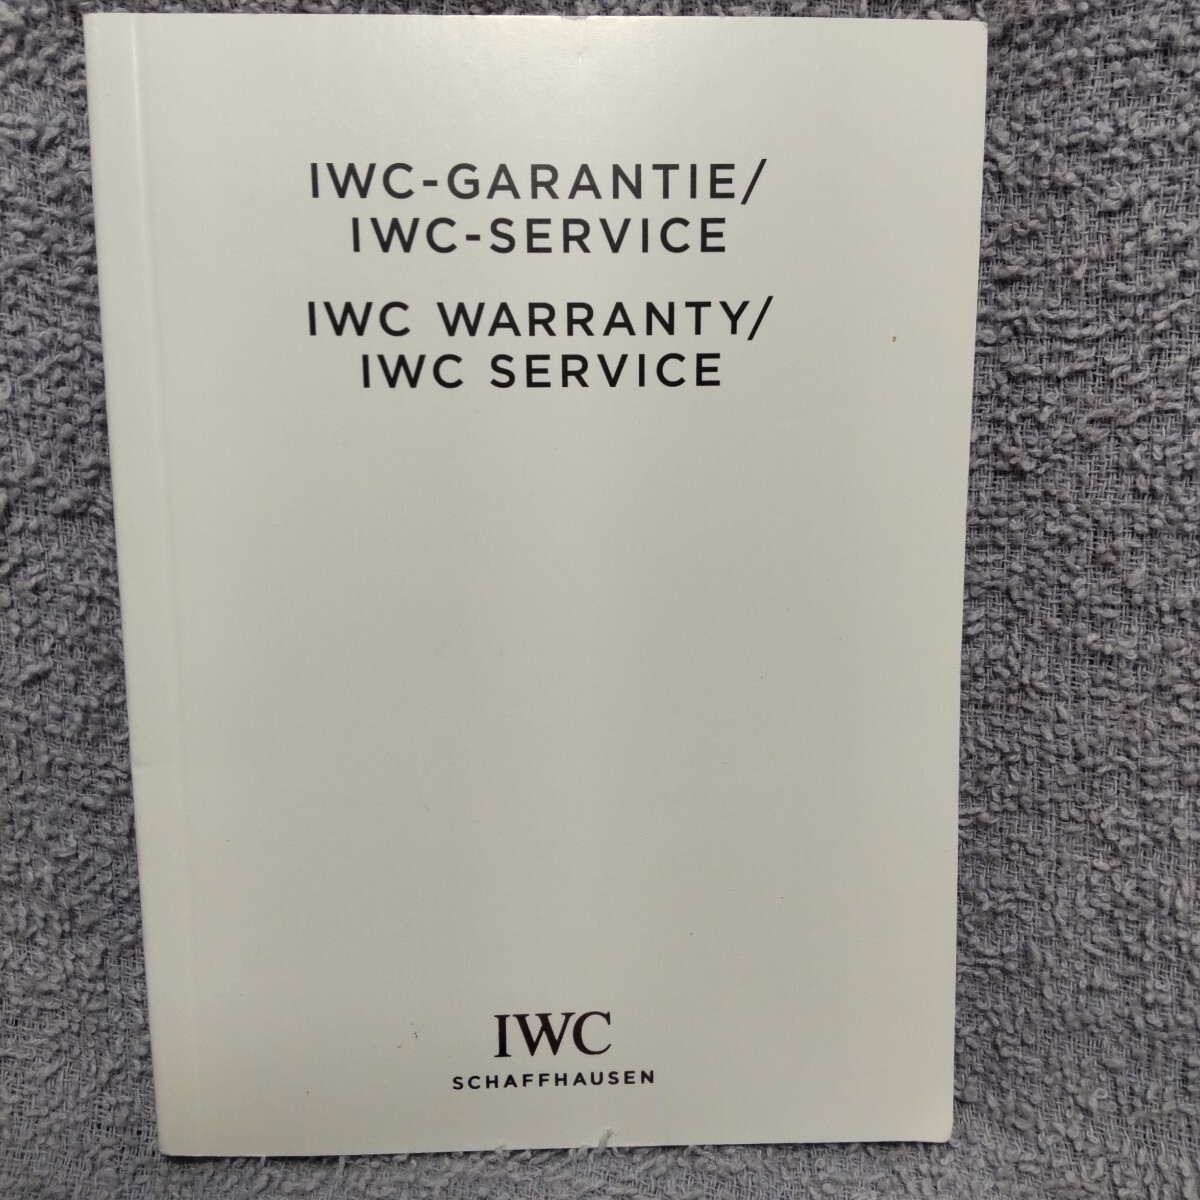 IWC-GARANTIE/
IWC-SERVICE
IWC WARRANTY/
IWC SERVICE
IWC
SCHAFFHAUSEN